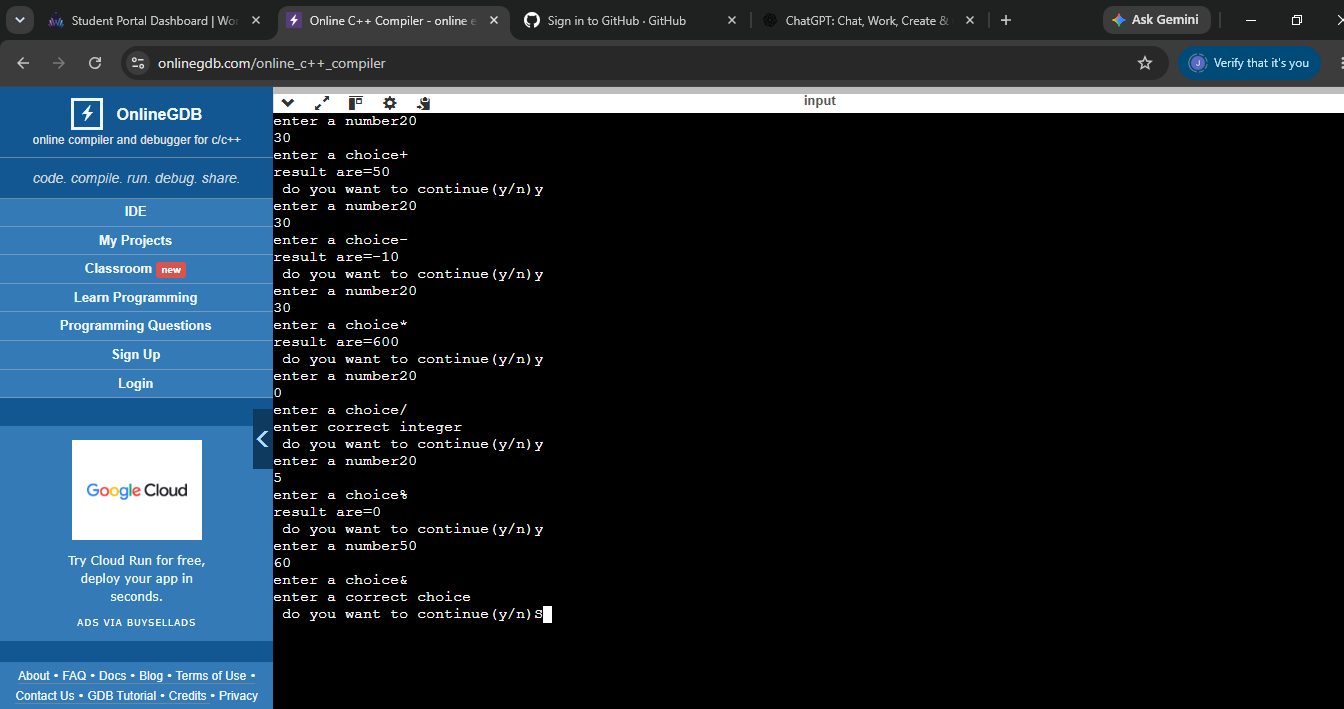 Student Portal Dashboard | Wo
Online C++ Compiler - online e
Sign in to GitHub · GitHub
ChatGPT: Chat, Work, Create &
Ask Gemini
onlinegdb.com/online_c++_compiler
J
Verify that it's you
OnlineGDB
online compiler and debugger for c/c++
code. compile. run. debug. share.
IDE
My Projects
Classroom new
Learn Programming
Programming Questions
Sign Up
Login
Google Cloud
Try Cloud Run for free,
deploy your app in
seconds.
ADS VIA BUYSELLADS
About • FAQ • Docs • Blog • Terms of Use •
Contact Us • GDB Tutorial • Credits • Privacy
input
enter a number20
30
enter a choice+
result are=50
do you want to continue(y/n)y
enter a number20
30
enter a choice-
result are=-10
do you want to continue(y/n)y
enter a number20
30
enter a choice*
result are=600
do you want to continue(y/n)y
enter a number20
0
enter a choice/
enter correct integer
do you want to continue(y/n)y
enter a number20
5
enter a choice%
result are=0
do you want to continue(y/n)y
enter a number50
60
enter a choice&
enter a correct choice
do you want to continue(y/n)S